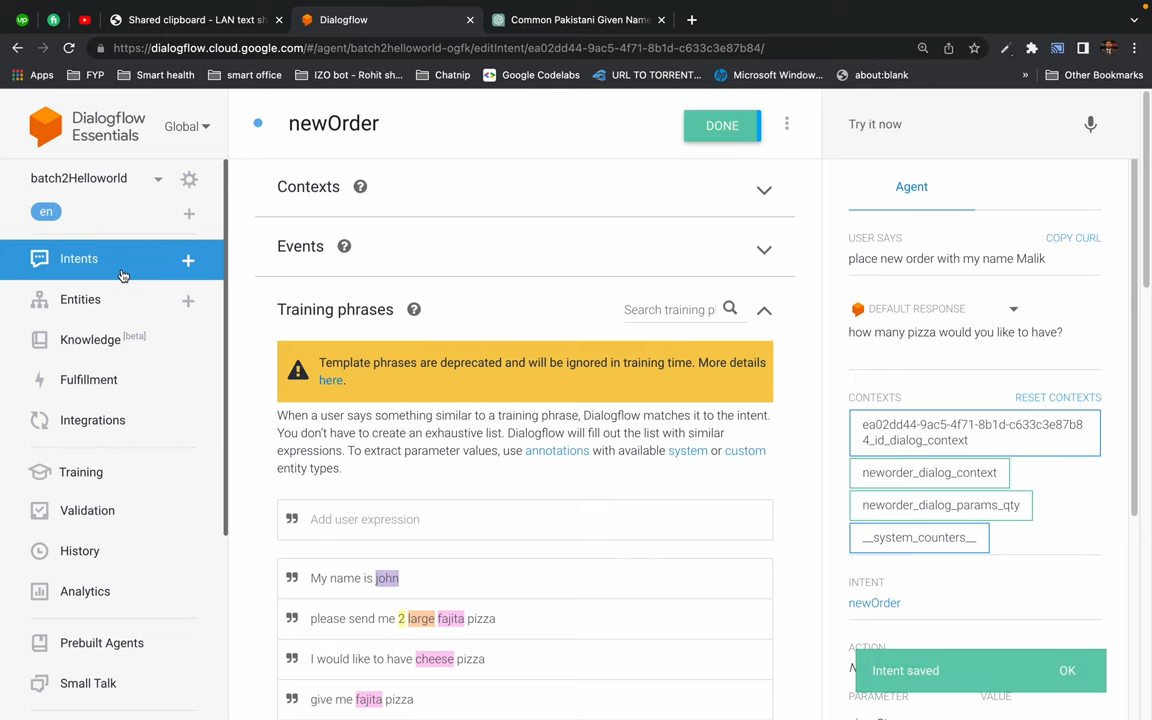 Shared clipboard - LAN text sh
Dialogflow
Common Pakistani Given Name
https://dialogflow.cloud.google.com/#/agent/batch2helloworld-ogfk/editIntent/ea02dd44-9ac5-4f71-8b1d-c633c3e87b84/
Apps
FYP
Smart health
smart office
IZO bot - Rohit sh...
Chatnip
Google Codelabs
URL TO TORRENT...
Microsoft Window...
about:blank
»
Other Bookmarks
Dialogflow
Essentials
Global
batch2Helloworld
en
Intents
Entities
Knowledge [beta]
Fulfillment
Integrations
Training
Validation
History
Analytics
Prebuilt Agents
Small Talk
newOrder
DONE
Contexts
Events
Training phrases
Search training p
Template phrases are deprecated and will be ignored in training time. More details
here.
When a user says something similar to a training phrase, Dialogflow matches it to the intent.
You don't have to create an exhaustive list. Dialogflow will fill out the list with similar
expressions. To extract parameter values, use annotations with available system or custom
entity types.
Add user expression
My name is john
please send me 2 large fajita pizza
I would like to have cheese pizza
give me fajita pizza
Try it now
Agent
USER SAYS
COPY CURL
place new order with my name Malik
DEFAULT RESPONSE
how many pizza would you like to have?
CONTEXTS
RESET CONTEXTS
ea02dd44-9ac5-4f71-8b1d-c633c3e87b8
4_id_dialog_context
neworder_dialog_context
neworder_dialog_params_qty
__system_counters__
INTENT
newOrder
ACTION
Intent saved
OK
PARAMETER
VALUE